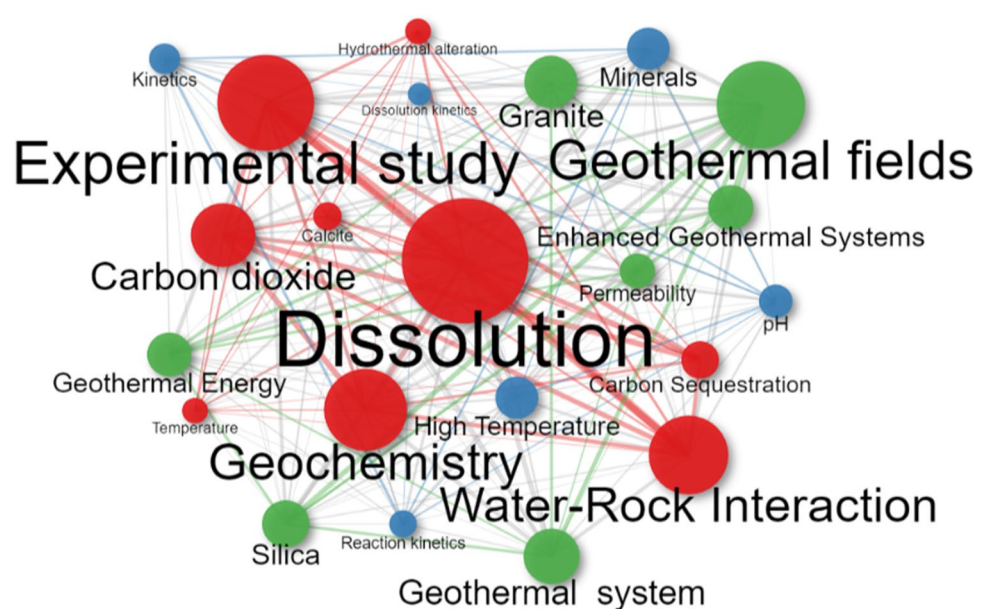 Hydrothermal alteration
Kinetics
Minerals
Dissolution kinetics
Granite
Experimental study
Geothermal fields
Calcite
Enhanced Geothermal Systems
Carbon dioxide
Permeability
pH
Dissolution
Geothermal Energy
Carbon Sequestration
Temperature
High Temperature
Geochemistry
Water-Rock Interaction
Silica
Reaction kinetics
Geothermal system